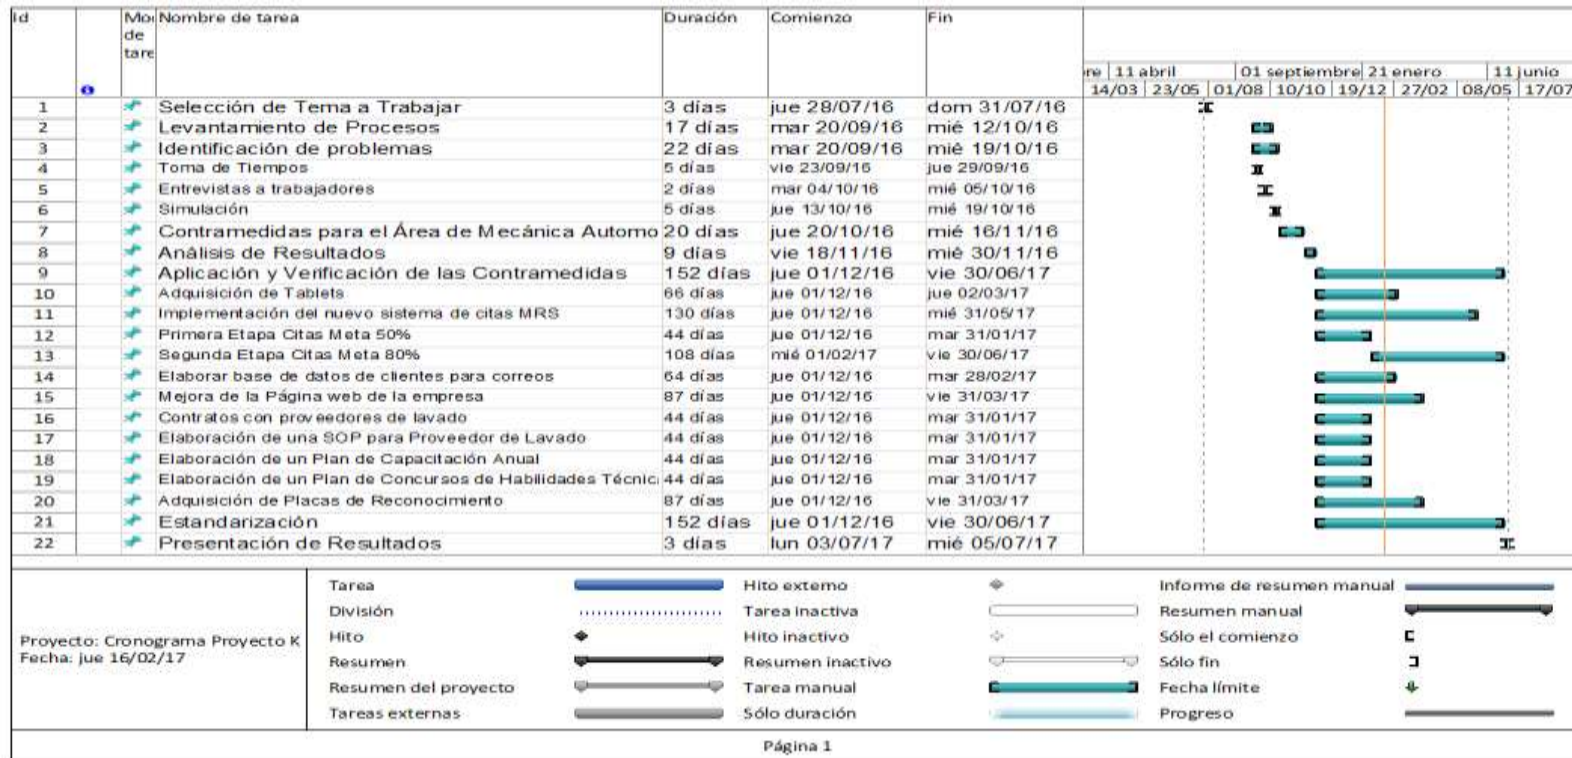 Id Mo Nombre de tarea Duración Comienzo Fin
de
tare
re 11 abril 01 septiembre 21 enero 11 junio
14/03 23/05 01/08 10/10 19/12 27/02 08/05 17/07
1 Selección de Tema a Trabajar 3 días jue 28/07/16 dom 31/07/16
2 Levantamiento de Procesos 17 días mar 20/09/16 mié 12/10/16
3 Identificación de problemas 22 días mar 20/09/16 mié 19/10/16
4 Toma de Tiempos 5 días vie 23/09/16 jue 29/09/16
5 Entrevistas a trabajadores 2 días mar 04/10/16 mié 05/10/16
6 Simulación 5 días jue 13/10/16 mié 19/10/16
7 Contramedidas para el Área de Mecánica Automo 20 días jue 20/10/16 mié 16/11/16
8 Análisis de Resultados 9 días vie 18/11/16 mié 30/11/16
9 Aplicación y Verificación de las Contramedidas 152 días jue 01/12/16 vie 30/06/17
10 Adquisición de Tablets 66 días jue 01/12/16 jue 02/03/17
11 Implementación del nuevo sistema de citas MRS 130 días jue 01/12/16 mié 31/05/17
12 Primera Etapa Citas Meta 50% 44 días jue 01/12/16 mar 31/01/17
13 Segunda Etapa Citas Meta 80% 108 días mié 01/02/17 vie 30/06/17
14 Elaborar base de datos de clientes para correos 64 días jue 01/12/16 mar 28/02/17
15 Mejora de la Página web de la empresa 87 días jue 01/12/16 vie 31/03/17
16 Contratos con proveedores de lavado 44 días jue 01/12/16 mar 31/01/17
17 Elaboración de una SOP para Proveedor de Lavado 44 días jue 01/12/16 mar 31/01/17
18 Elaboración de un Plan de Capacitación Anual 44 días jue 01/12/16 mar 31/01/17
19 Elaboración de un Plan de Concursos de Habilidades Técnic 44 días jue 01/12/16 mar 31/01/17
20 Adquisición de Placas de Reconocimiento 87 días jue 01/12/16 vie 31/03/17
21 Estandarización 152 días jue 01/12/16 vie 30/06/17
22 Presentación de Resultados 3 días lun 03/07/17 mié 05/07/17
Proyecto: Cronograma Proyecto K
Fecha: jue 16/02/17
Tarea
División
Hito
Resumen
Resumen del proyecto
Tareas externas
Hito externo
Tarea inactiva
Hito inactivo
Resumen inactivo
Tarea manual
Sólo duración
Informe de resumen manual
Resumen manual
Sólo el comienzo
Sólo fin
Fecha límite
Progreso
Página 1